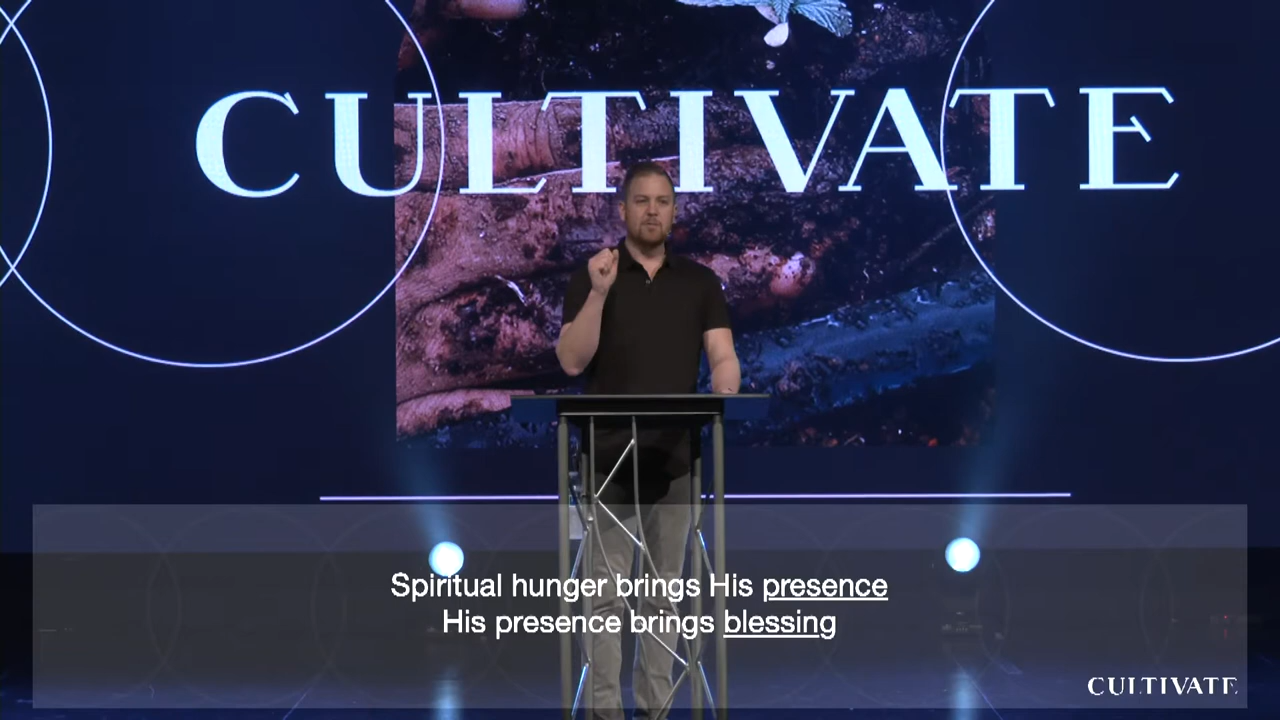 CULTIVATE
Spiritual hunger brings His presence
His presence brings blessing
CULTIVATE